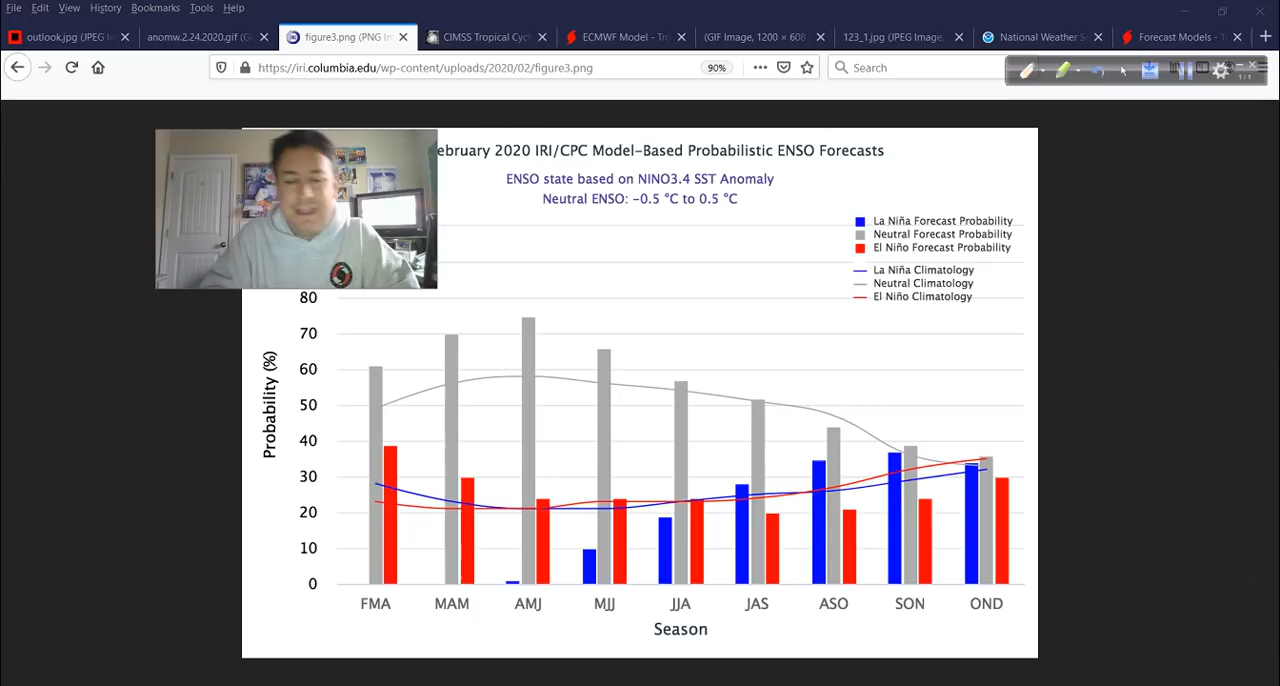 File Edit View History Bookmarks Tools Help
outlook.jpg (JPEG Im anomw.2.24.2020.gif (G figure3.png (PNG Im CIMSS Tropical Cyc ECMWF Model - Tro (GIF Image, 1200 × 608 123_1.jpg (JPEG Image, National Weather S Forecast Models - T
https://iri.columbia.edu/wp-content/uploads/2020/02/figure3.png 90% Search
1/1
ebruary 2020 IRI/CPC Model-Based Probabilistic ENSO Forecasts
ENSO state based on NINO3.4 SST Anomaly
Neutral ENSO: -0.5 °C to 0.5 °C
La Niña Forecast Probability
Neutral Forecast Probability
El Niño Forecast Probability
La Niña Climatology
Neutral Climatology
El Niño Climatology
80
70
60
50
40
30
20
10
0
Probability (%)
FMA MAM AMJ MJJ JJA JAS ASO SON OND
Season